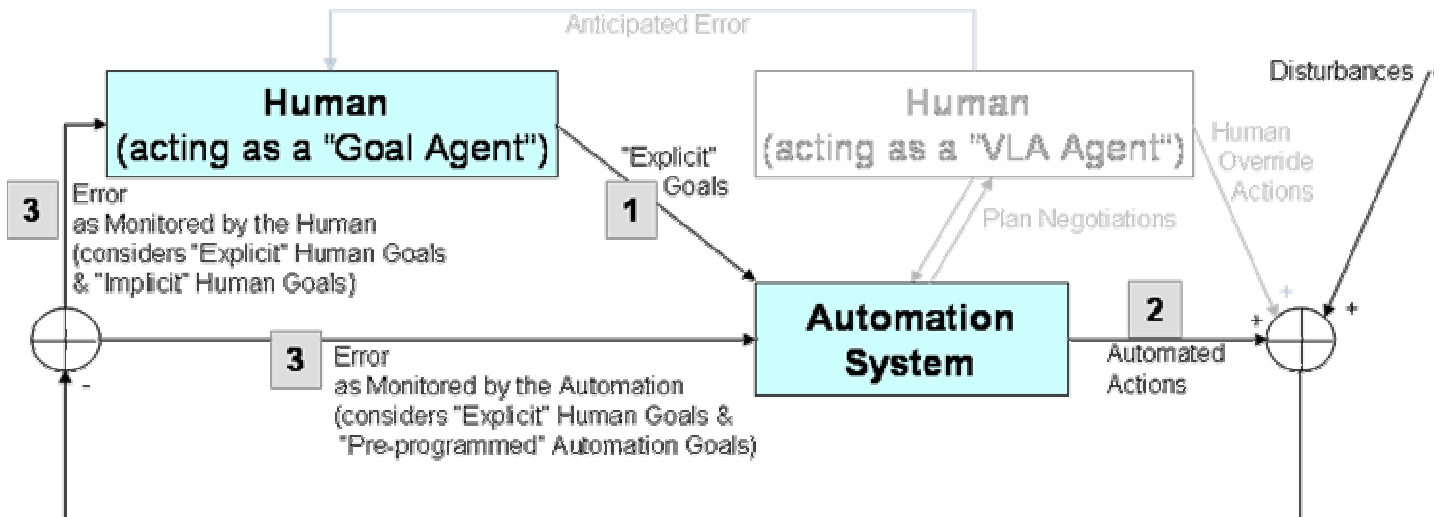 Anticipated Error
Human
(acting as a "Goal Agent")
Human
(acting as a "VLA Agent")
Disturbances
"Explicit"
Goals
1
Human
Override
Actions
3
Error
as Monitored by the Human
(considers "Explicit" Human Goals
& "Implicit" Human Goals)
Plan Negotiations
Automation
System
2
Automated
Actions
+
+
+
3
Error
as Monitored by the Automation
(considers "Explicit" Human Goals &
"Pre-programmed" Automation Goals)
-